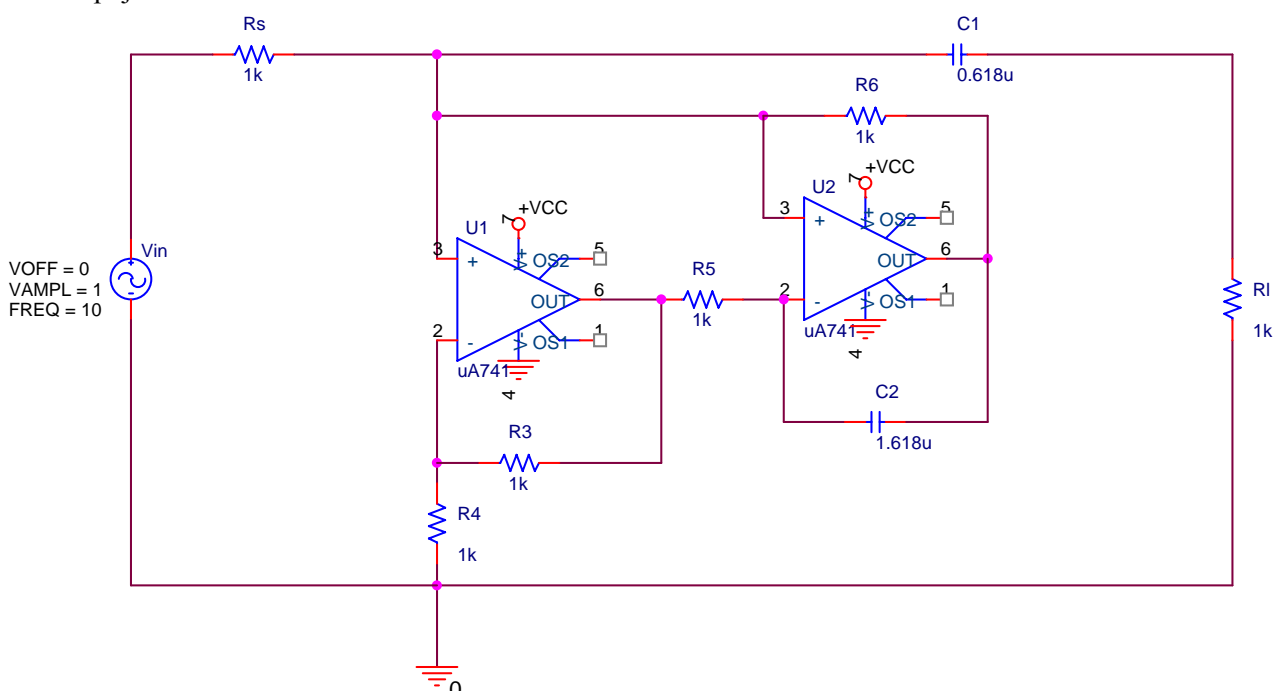 Rs
1k
C1
0.618u
R6
1k
+VCC
7
U2
3
+
V+
OS2
5
OUT
6
2
-
V-
OS1
1
uA741
4
+VCC
7
U1
3
+
V+
OS2
5
OUT
6
2
-
V-
OS1
1
uA741
4
R5
1k
Vin
+
-
VOFF = 0
VAMPL = 1
FREQ = 10
Rl
1k
C2
1.618u
R3
1k
R4
1k
0